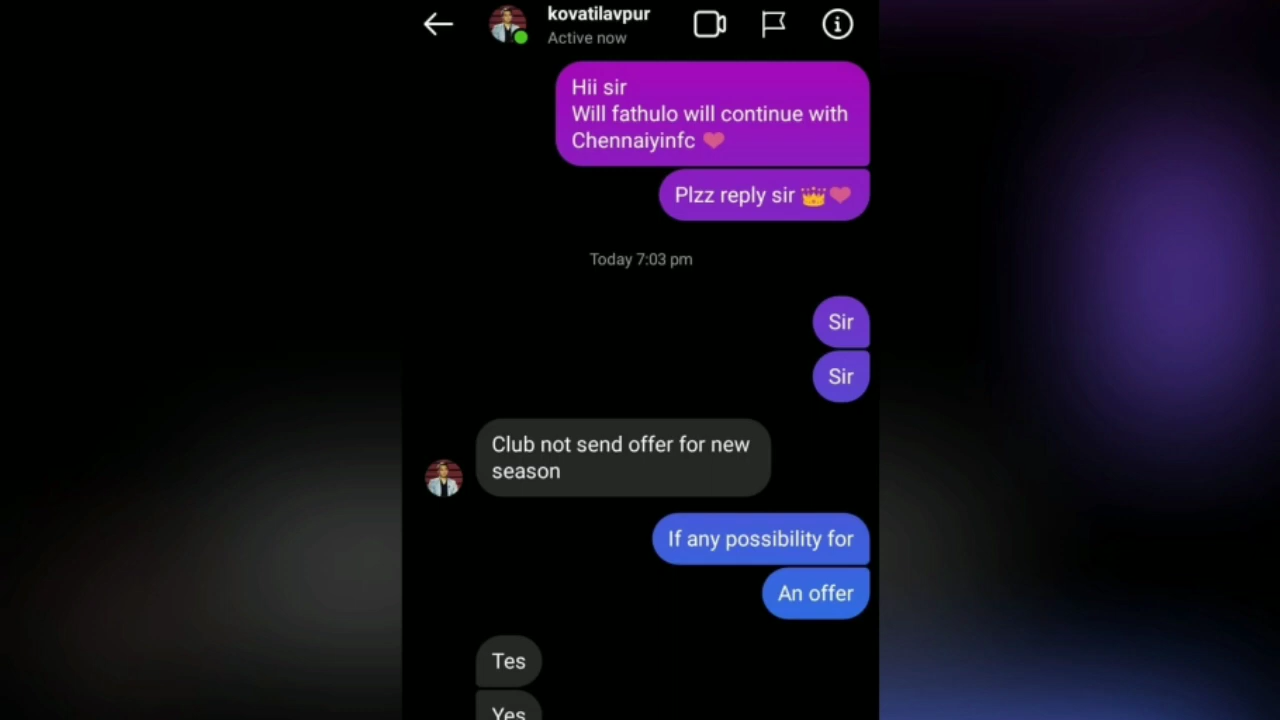 kovatilavpur
Active now
Hii sir
Will fathulo will continue with
Chennaiyinfc ❤
Plzz reply sir 👑❤
Today 7:03 pm
Sir
Sir
Club not send offer for new
season
If any possibility for
An offer
Tes
Yes